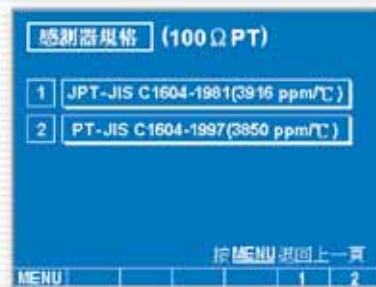 感測器規格 (100ΩPT)
1 JPT-JIS C1604-1981(3916 ppm/℃)
2 PT-JIS C1604-1997(3850 ppm/℃)
按MENU退回上一頁
MENU 1 2